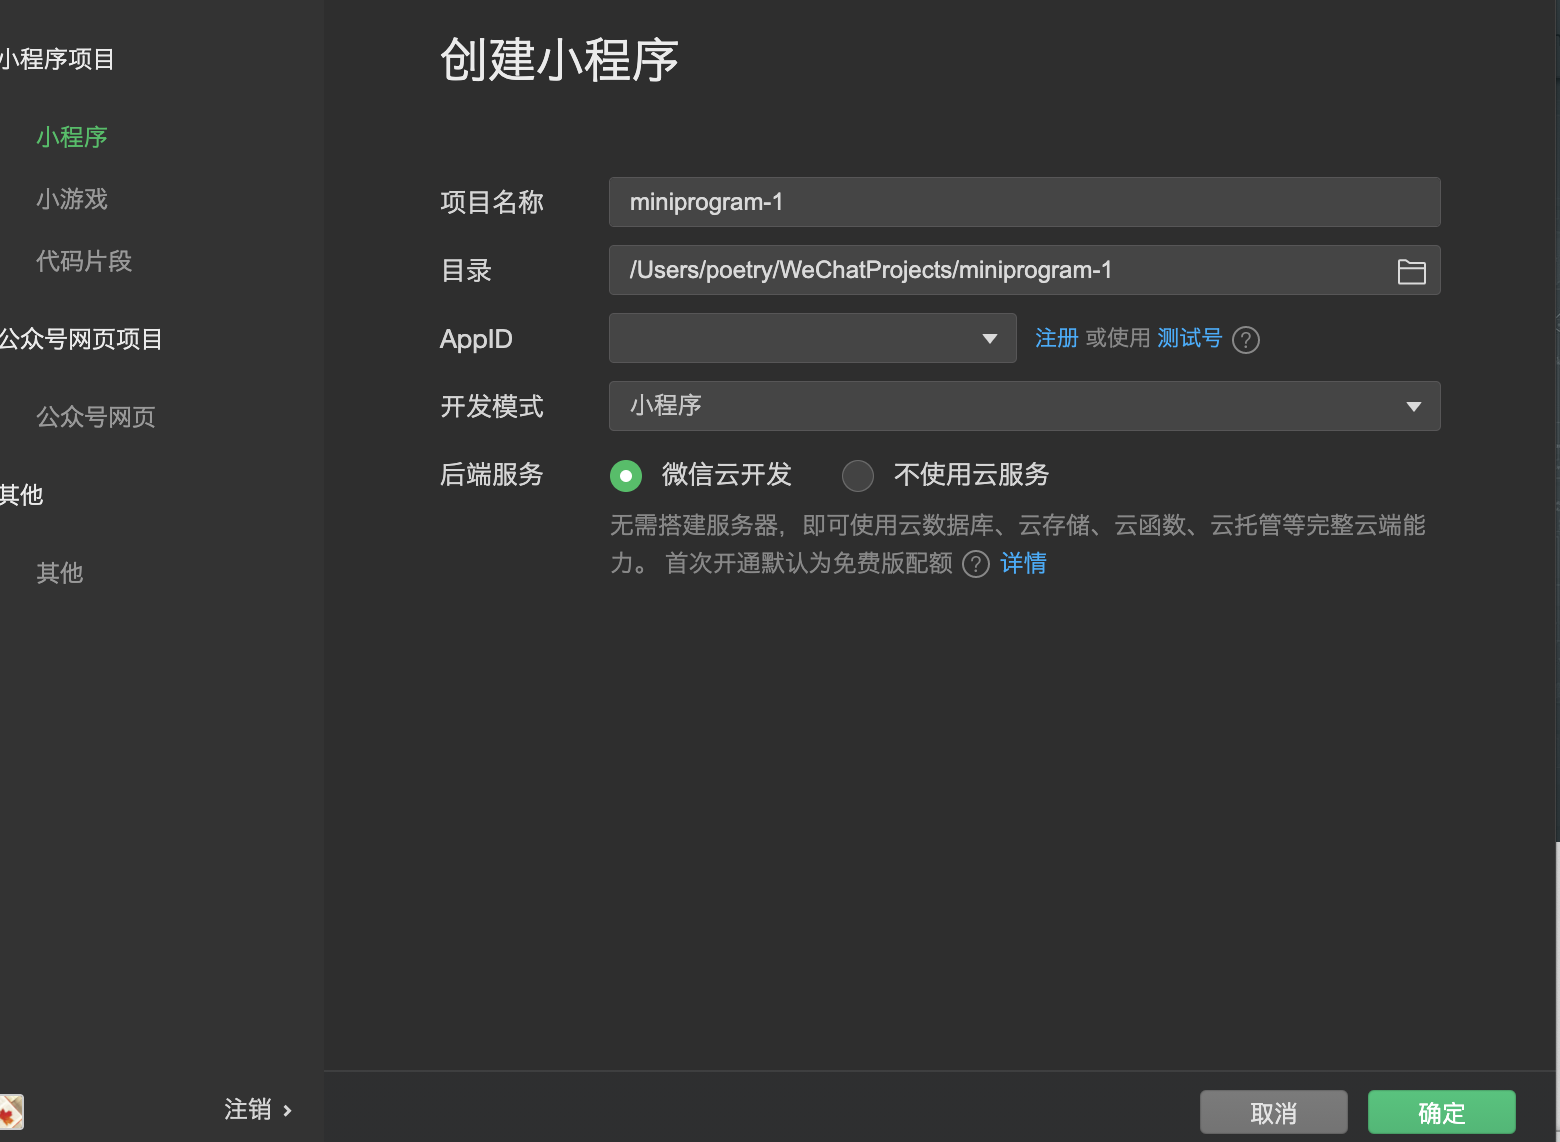 小程序项目
小程序
小游戏
代码片段
公众号网页项目
公众号网页
其他
其他
注销
创建小程序
项目名称 miniprogram-1
目录 /Users/poetry/WeChatProjects/miniprogram-1
AppID 注册 或使用 测试号 ?
开发模式 小程序
后端服务 微信云开发 不使用云服务
无需搭建服务器，即可使用云数据库、云存储、云函数、云托管等完整云端能
力。 首次开通默认为免费版配额 ? 详情
取消 确定